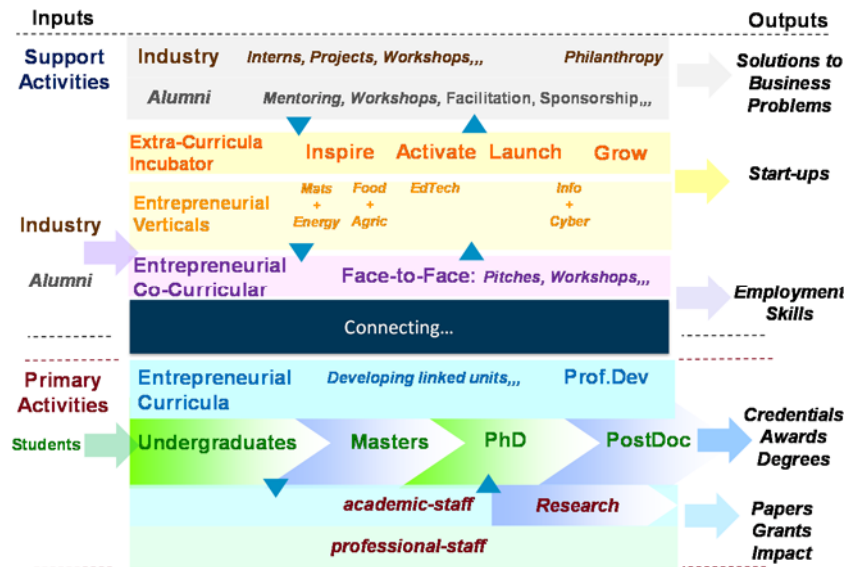 Inputs
Outputs
Support
Activities
Industry
Interns, Projects, Workshops,,,
Philanthropy
Alumni
Mentoring, Workshops, Facilitation, Sponsorship,,,
Solutions to
Business
Problems
Extra-Curricula
Incubator
Inspire
Activate
Launch
Grow
Start-ups
Entrepreneurial
Verticals
Mats
+
Energy
Food
+
Agric
EdTech
Info
+
Cyber
Industry
Alumni
Entrepreneurial
Co-Curricular
Face-to-Face: Pitches, Workshops,,,
Employment
Skills
Connecting...
Primary
Activities
Entrepreneurial
Curricula
Developing linked units,,,
Prof.Dev
Students
Undergraduates
Masters
PhD
PostDoc
Credentials
Awards
Degrees
academic-staff
Research
professional-staff
Papers
Grants
Impact